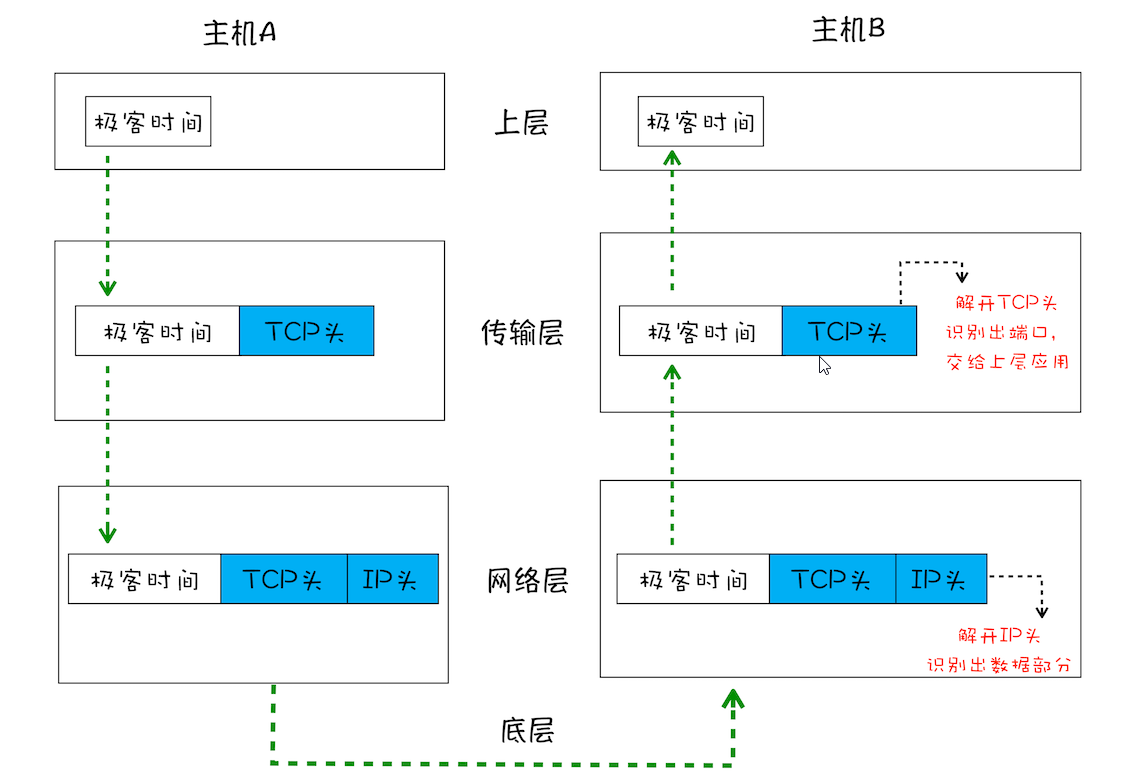 主机A
主机B
极客时间
上层
极客时间
极客时间
TCP头
传输层
极客时间
TCP头
解开TCP头
识别出端口,
交给上层应用
极客时间
TCP头
IP头
网络层
极客时间
TCP头
IP头
解开IP头
识别出数据部分
底层